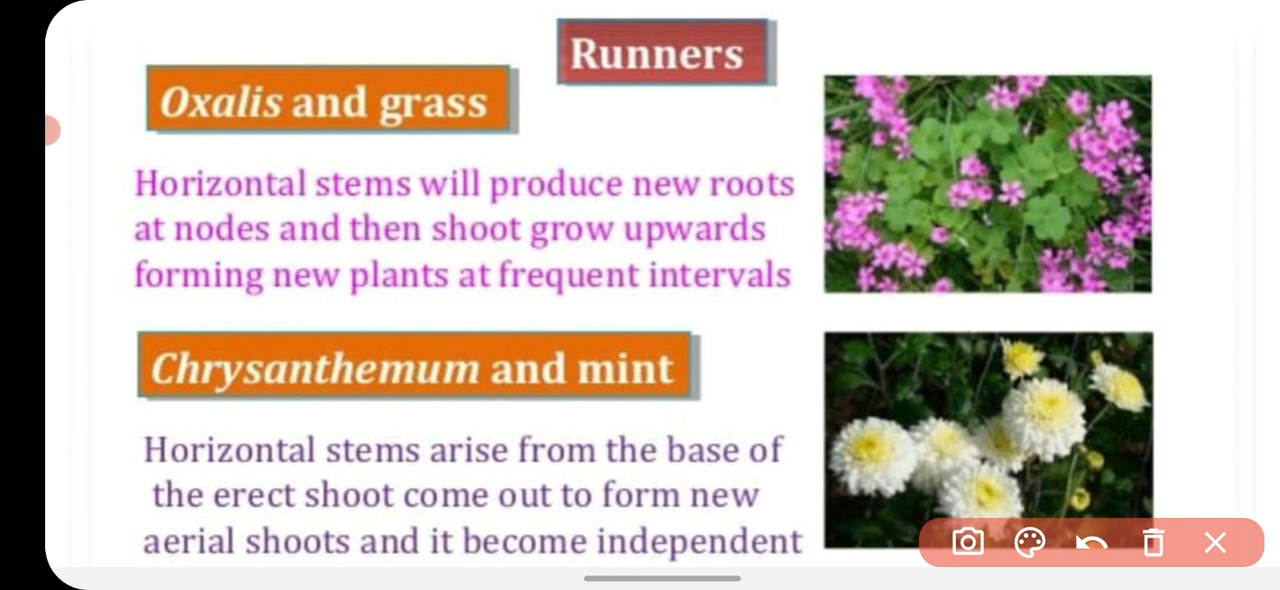 Runners
Oxalis and grass
Horizontal stems will produce new roots
at nodes and then shoot grow upwards
forming new plants at frequent intervals
Chrysanthemum and mint
Horizontal stems arise from the base of
the erect shoot come out to form new
aerial shoots and it become independent